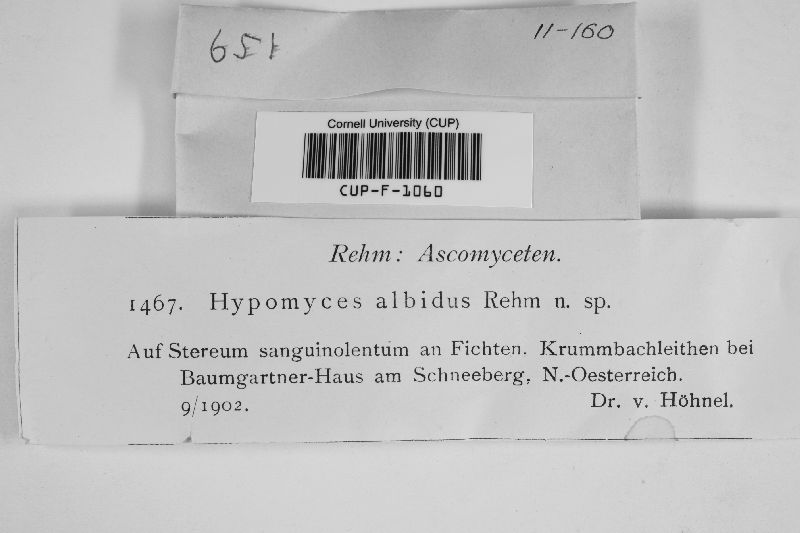 159
11-160
Cornell University (CUP)
CUP-F-1060
Rehm: Ascomyceten.
1467. Hypomyces albidus Rehm n. sp.
Auf Stereum sanguinolentum an Fichten. Krummbachleithen bei
Baumgartner-Haus am Schneeberg, N.-Oesterreich.
9/1902. Dr. v. Höhnel.